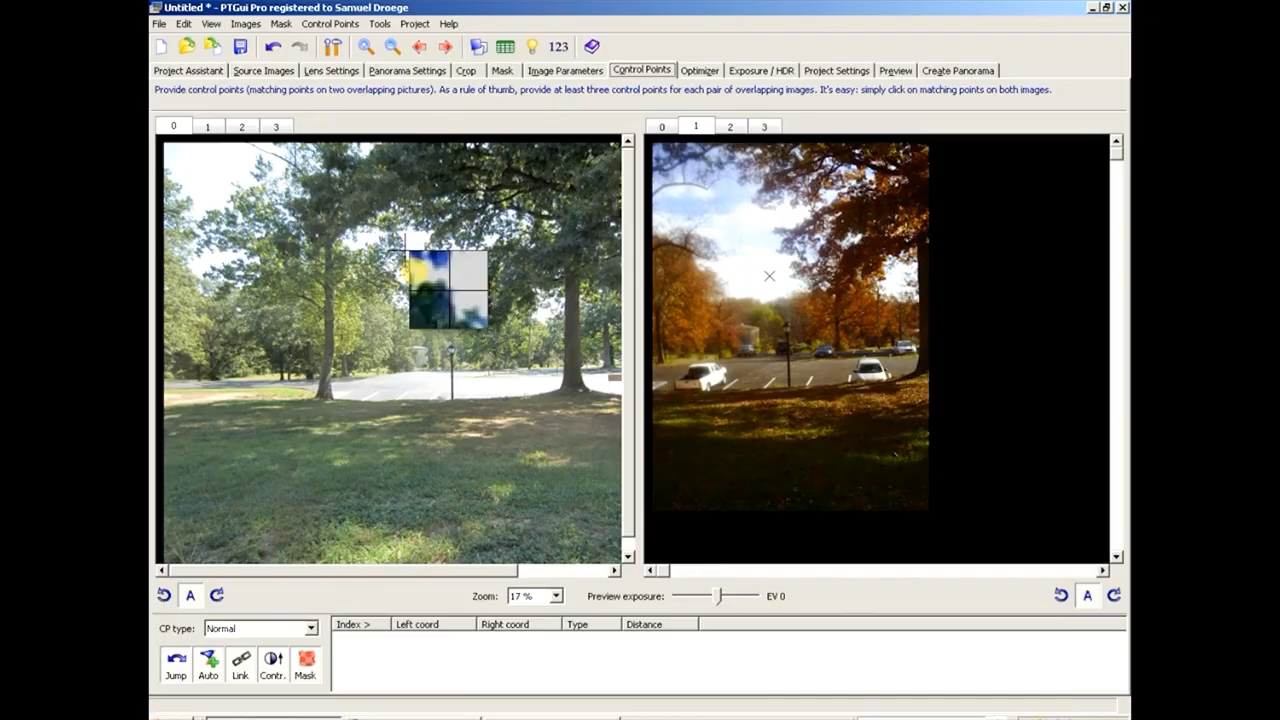 Untitled * - PTGui Pro registered to Samuel Droege
File Edit View Images Mask Control Points Tools Project Help
123
Project Assistant Source Images Lens Settings Panorama Settings Crop Mask Image Parameters Control Points Optimizer Exposure / HDR Project Settings Preview Create Panorama
Provide control points (matching points on two overlapping pictures). As a rule of thumb, provide at least three control points for each pair of overlapping images. It's easy: simply click on matching points on both images.
0 1 2 3 0 1 2 3
A Zoom: 17 % Preview exposure: EV 0 A
CP type: Normal Index > Left coord Right coord Type Distance
Jump Auto Link Contr. Mask